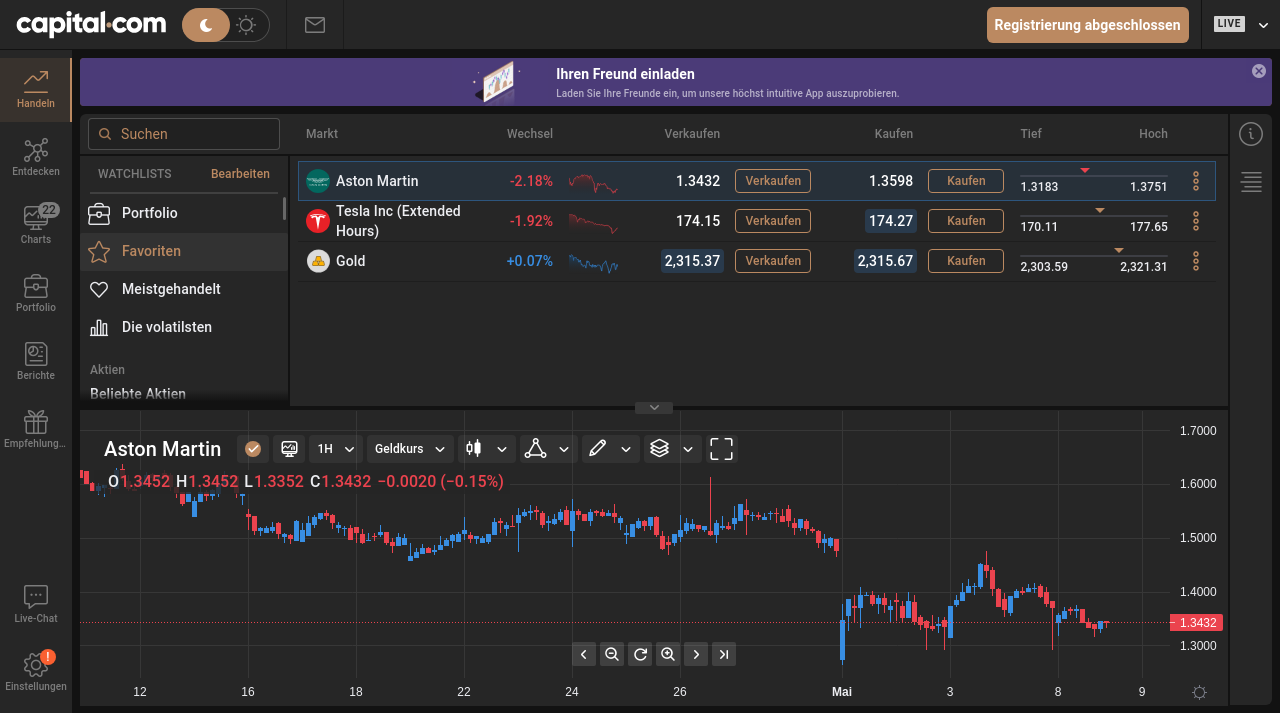 capital.com
Registrierung abgeschlossen
LIVE
Handeln
Entdecken
22
Charts
Portfolio
Berichte
Empfehlung...
Live-Chat
!
Einstellungen
Ihren Freund einladen
Laden Sie Ihre Freunde ein, um unsere höchst intuitive App auszuprobieren.
Suchen
WATCHLISTS Bearbeiten
Portfolio
Favoriten
Meistgehandelt
Die volatilsten
Aktien
Beliebte Aktien
Markt Wechsel Verkaufen Kaufen Tief Hoch
Aston Martin -2.18% 1.3432 Verkaufen 1.3598 Kaufen 1.3183 1.3751
Tesla Inc (Extended
Hours) -1.92% 174.15 Verkaufen 174.27 Kaufen 170.11 177.65
Gold +0.07% 2,315.37 Verkaufen 2,315.67 Kaufen 2,303.59 2,321.31
Aston Martin 1H Geldkurs
O1.3452 H1.3452 L1.3352 C1.3432 −0.0020 (−0.15%)
1.7000
1.6000
1.5000
1.4000
1.3432
1.3000
12 16 18 22 24 26 Mai 3 8 9